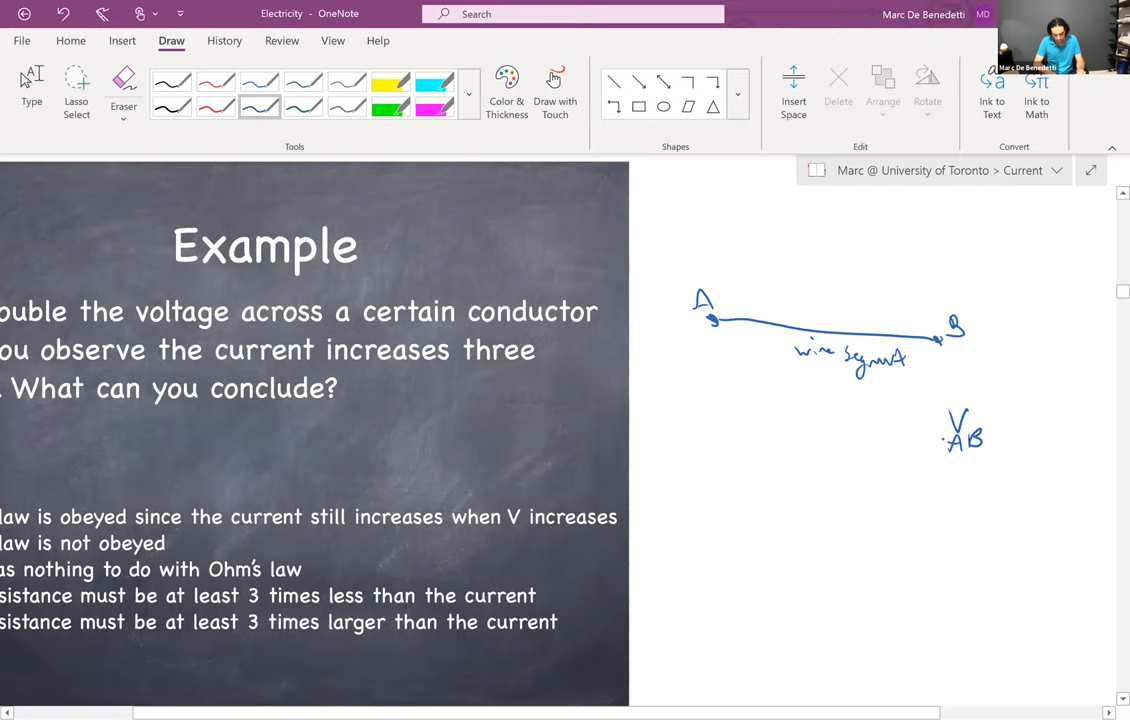 Electricity - OneNote
Search
Marc De Benedetti
MD
Marc De Benedetti
File Home Insert Draw History Review View Help
Type
Lasso Select
Eraser
Color & Thickness
Draw with Touch
Insert Space
Delete
Arrange
Rotate
Ink to Text
Ink to Math
Tools Shapes Edit Convert
Marc @ University of Toronto > Current
Example
ouble the voltage across a certain conductor
ou observe the current increases three
. What can you conclude?
law is obeyed since the current still increases when V increases
law is not obeyed
as nothing to do with Ohm's law
sistance must be at least 3 times less than the current
sistance must be at least 3 times larger than the current
A
B
wire segment
V
AB